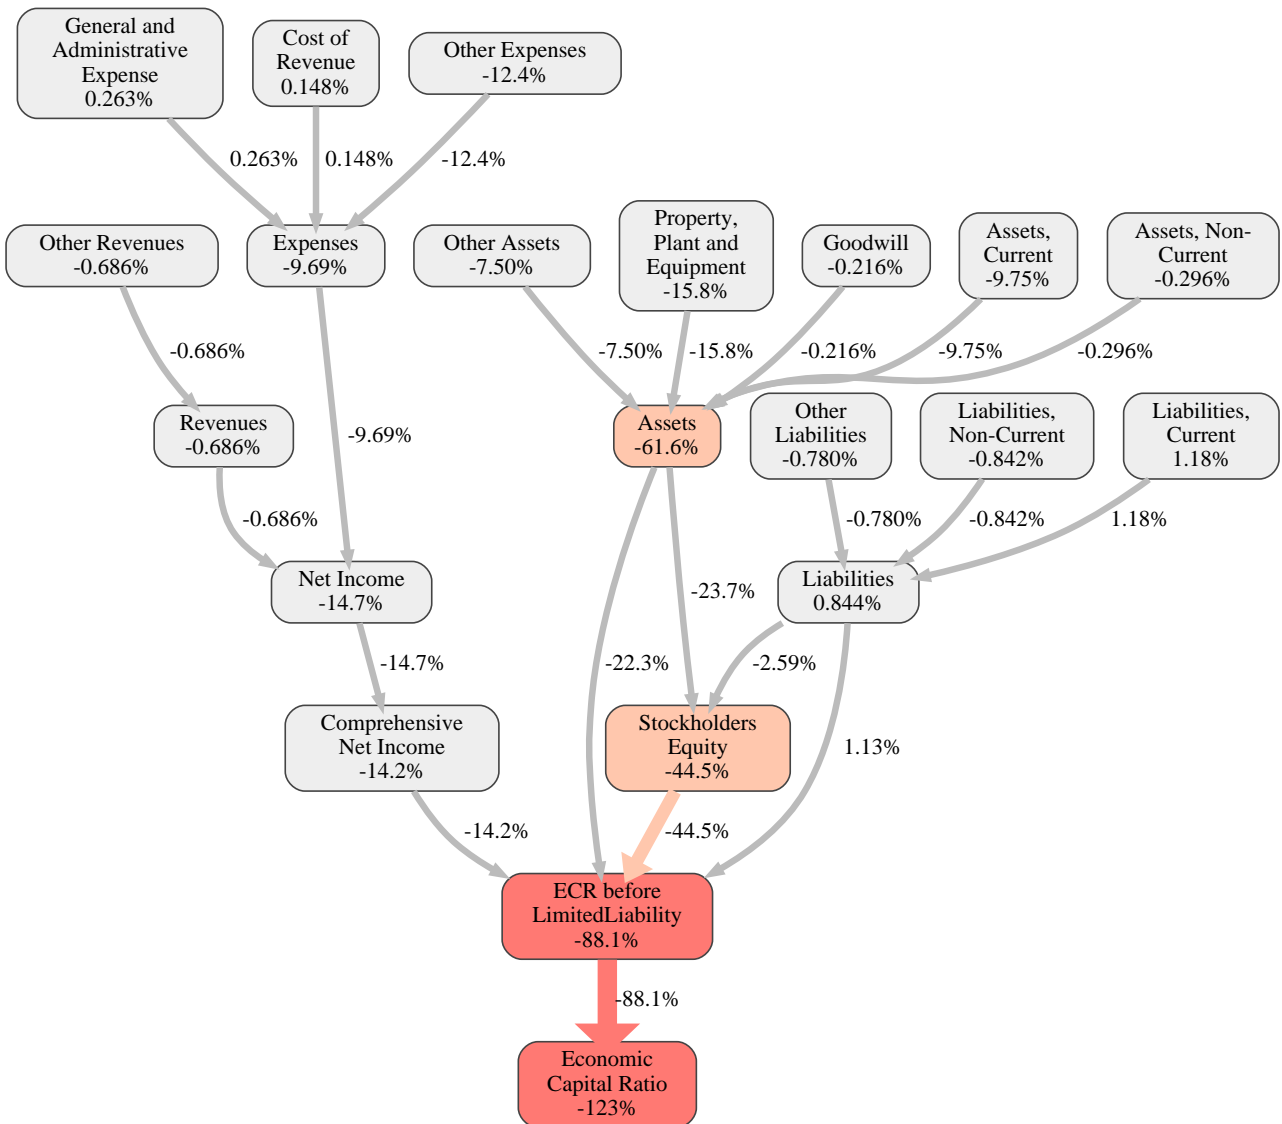 General and
Administrative
Expense
0.263%
Cost of
Revenue
0.148%
Other Expenses
-12.4%
0.263%
0.148%
-12.4%
Other Revenues
-0.686%
Expenses
-9.69%
Other Assets
-7.50%
Property,
Plant and
Equipment
-15.8%
Goodwill
-0.216%
Assets,
Current
-9.75%
Assets, Non-
Current
-0.296%
-0.686%
-9.69%
-7.50%
-15.8%
-0.216%
-9.75%
-0.296%
Revenues
-0.686%
Assets
-61.6%
Other
Liabilities
-0.780%
Liabilities,
Non-Current
-0.842%
Liabilities,
Current
1.18%
-0.686%
-0.780%
-0.842%
1.18%
Net Income
-14.7%
Liabilities
0.844%
-23.7%
-14.7%
-22.3%
-2.59%
1.13%
Comprehensive
Net Income
-14.2%
Stockholders
Equity
-44.5%
-14.2%
-44.5%
ECR before
LimitedLiability
-88.1%
-88.1%
Economic
Capital Ratio
-123%